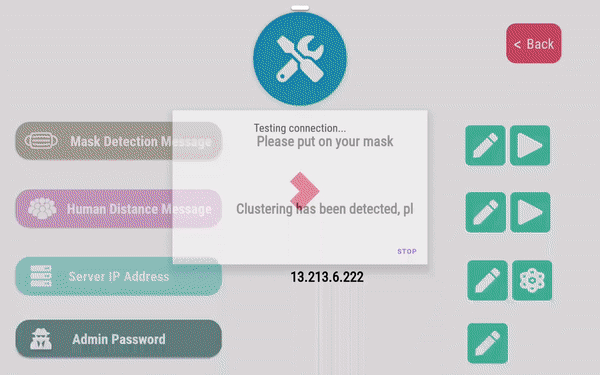 < Back
Testing connection...
Mask Detection Message
Please put on your mask
Human Distance Message
Clustering has been detected, pl
STOP
Server IP Address
13.213.6.222
Admin Password